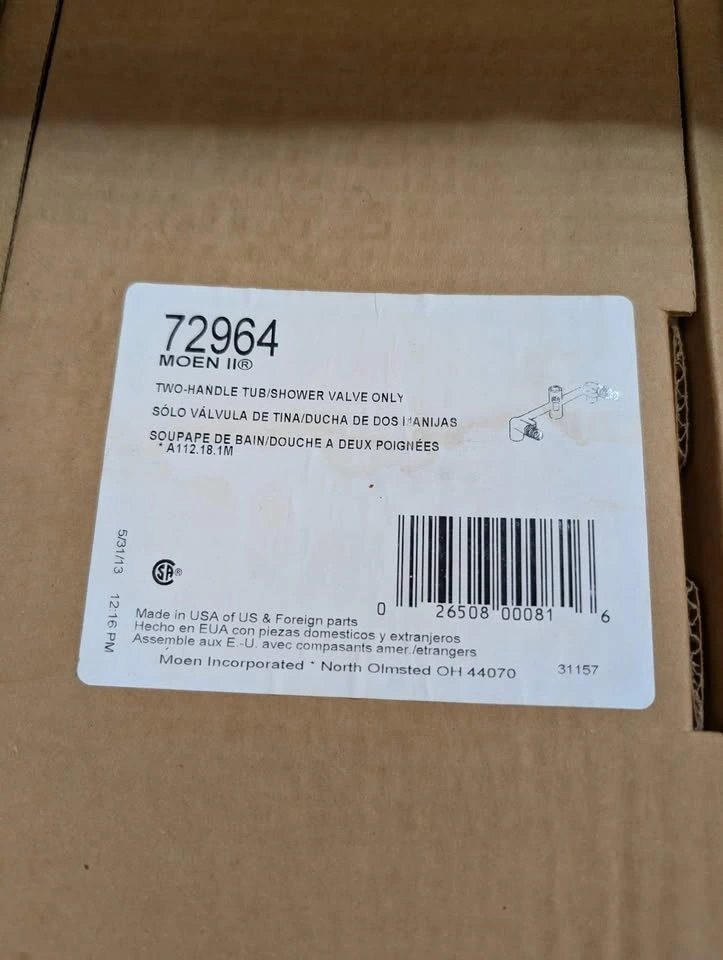 72964
MOEN II®
TWO-HANDLE TUB/SHOWER VALVE ONLY
SÓLO VÁLVULA DE TINA/DUCHA DE DOS MANIJAS
SOUPAPE DE BAIN/DOUCHE A DEUX POIGNÉES
* A112.18.1M
5/31/13 12:16 PM
CSA®
0 26508 00081 6
Made in USA of US & Foreign parts
Hecho en EUA con piezas domesticos y extranjeros
Assemble aux E.-U. avec compasants amer./etrangers
Moen Incorporated * North Olmsted OH 44070
31157